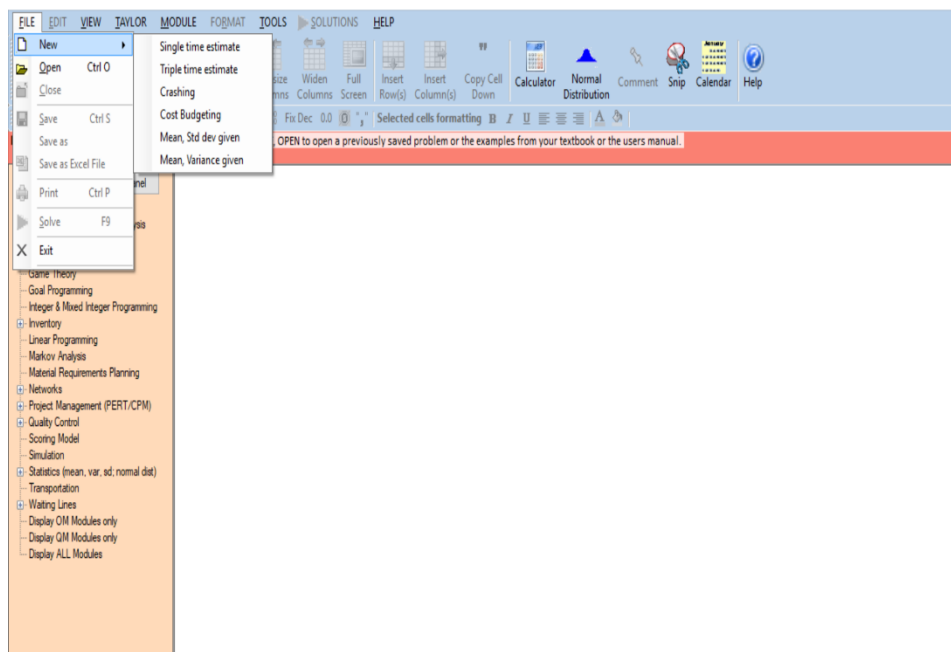 FILE EDIT VIEW TAYLOR MODULE FORMAT TOOLS SOLUTIONS HELP
New
Single time estimate
Open Ctrl O
Triple time estimate
Close
Crashing
Save Ctrl S
Cost Budgeting
Save as
Mean, Std dev given
Save as Excel File
Mean, Variance given
Print Ctrl P
Solve F9
Exit
Widen Columns
Full Screen
Insert Row(s)
Insert Column(s)
Copy Cell Down
Calculator
Normal Distribution
Comment
Snip
Calendar
Help
Fix Dec 0.0 0 "," Selected cells formatting B I U A
, OPEN to open a previously saved problem or the examples from your textbook or the users manual.
Game Theory
Goal Programming
Integer & Mixed Integer Programming
Inventory
Linear Programming
Markov Analysis
Material Requirements Planning
Networks
Project Management (PERT/CPM)
Quality Control
Scoring Model
Simulation
Statistics (mean, var, sd; normal dist)
Transportation
Waiting Lines
Display OM Modules only
Display QM Modules only
Display ALL Modules